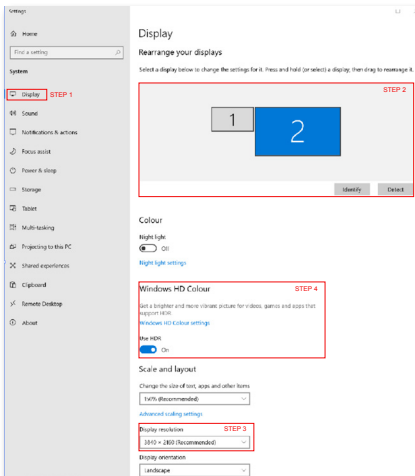 Settings
Home
Find a setting
System
Display STEP 1
Sound
Notifications & actions
Focus assist
Power & sleep
Storage
Tablet
Multi-tasking
Projecting to this PC
Shared experiences
Clipboard
Remote Desktop
About
Display
Rearrange your displays
Select a display below to change the settings for it. Press and hold (or select) a display, then drag to rearrange it.
STEP 2
1
2
Identify Detect
Colour
Night light
Off
Night light settings
Windows HD Colour STEP 4
Get a brighter and more vibrant picture for videos, games and apps that
support HDR.
Windows HD Colour settings
Use HDR
On
Scale and layout
Change the size of text, apps and other items
150% (Recommended)
Advanced scaling settings
Display resolution STEP 3
3840 × 2160 (Recommended)
Display orientation
Landscape